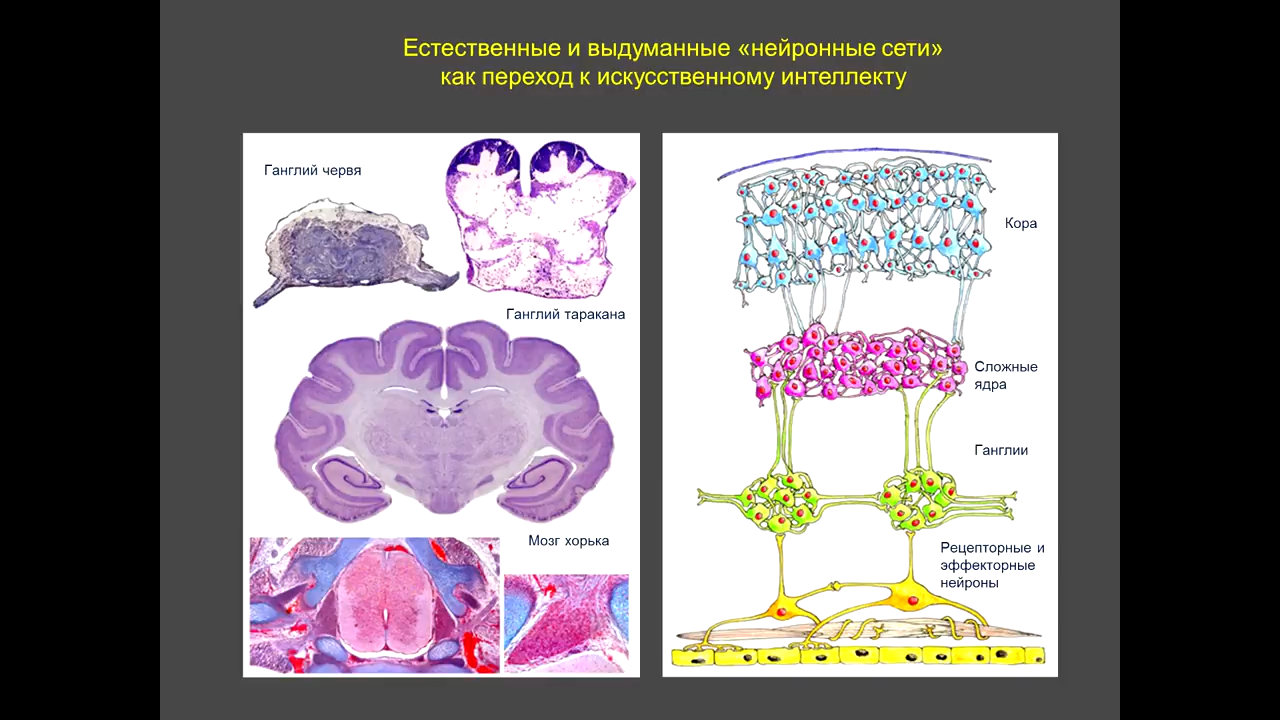 Естественные и выдуманные «нейронные сети»
как переход к искусственному интеллекту
Ганглий червя
Ганглий таракана
Мозг хорька
Кора
Сложные
ядра
Ганглии
Рецепторные и
эффекторные
нейроны